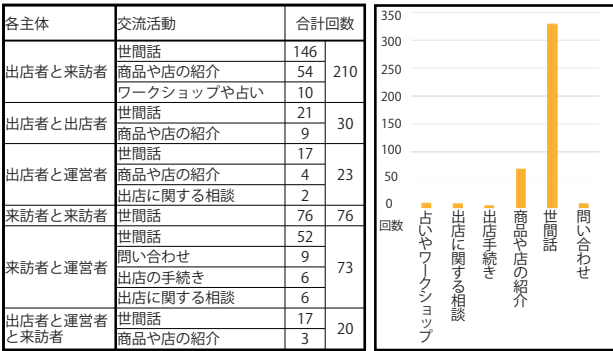 各主体 交流活動 合計回数
出店者と来訪者 世間話 146 210
商品や店の紹介 54
ワークショップや占い 10
出店者と出店者 世間話 21 30
商品や店の紹介 9
出店者と運営者 世間話 17 23
商品や店の紹介 4
出店に関する相談 2
来訪者と来訪者 世間話 76 76
来訪者と運営者 世間話 52 73
問い合わせ 9
出店の手続き 6
出店に関する相談 6
出店者と運営者と来訪者 世間話 17 20
商品や店の紹介 3
350
300
250
200
150
100
50
0
回数
占いやワークショップ
出店に関する相談
出店手続き
商品や店の紹介
世間話
問い合わせ